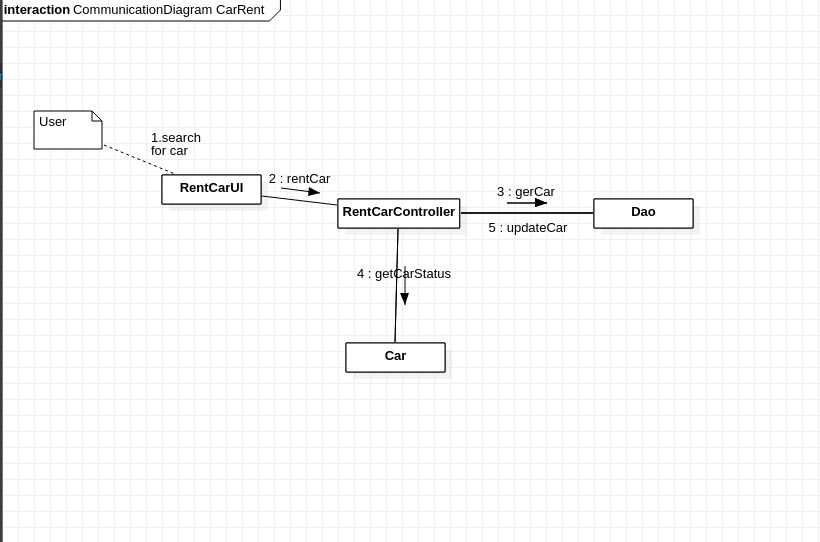 interaction CommunicationDiagram CarRent
User
1.search
for car
RentCarUI
2 : rentCar
RentCarController
3 : gerCar
5 : updateCar
Dao
4 : getCarStatus
Car